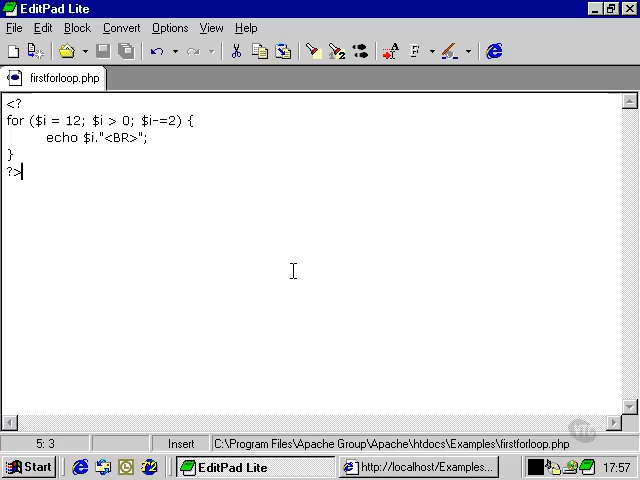 EditPad Lite
File Edit Block Convert Options View Help
firstforloop.php
<?
for ($i = 12; $i > 0; $i-=2) {
echo $i."<BR>";
}
?>
5: 3 Insert C:\Program Files\Apache Group\Apache\htdocs\Examples\firstforloop.php
Start EditPad Lite http://localhost/Examples... 17:57